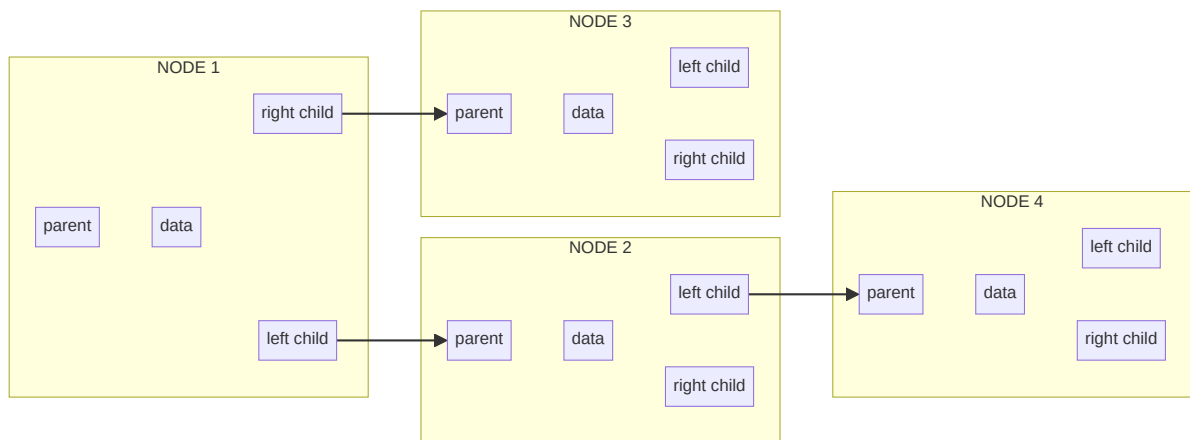 NODE 1
right child
parent
data
left child
NODE 3
left child
parent
data
right child
NODE 2
left child
parent
data
right child
NODE 4
left child
parent
data
right child